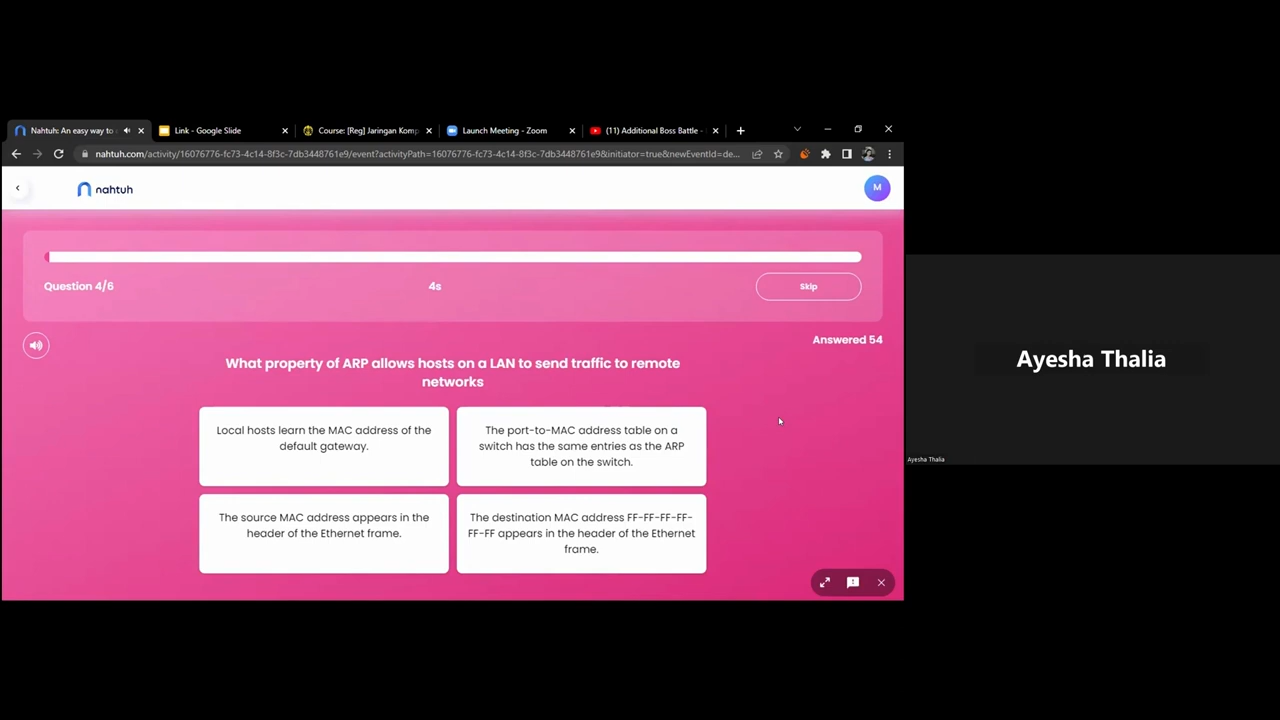 Nahtuh: An easy way to c
Link - Google Slide
Course: [Reg] Jaringan Komp
Launch Meeting - Zoom
(11) Additional Boss Battle -
nahtuh.com/activity/16076776-fc73-4c14-8f3c-7db3448761e9/event?activityPath=16076776-fc73-4c14-8f3c-7db3448761e9&initiator=true&newEventId=de...
nahtuh
M
Question 4/6
4s
Skip
Answered 54
What property of ARP allows hosts on a LAN to send traffic to remote
networks
Local hosts learn the MAC address of the
default gateway.
The port-to-MAC address table on a
switch has the same entries as the ARP
table on the switch.
The source MAC address appears in the
header of the Ethernet frame.
The destination MAC address FF-FF-FF-FF-
FF-FF appears in the header of the Ethernet
frame.
Ayesha Thalia
Ayesha Thalia